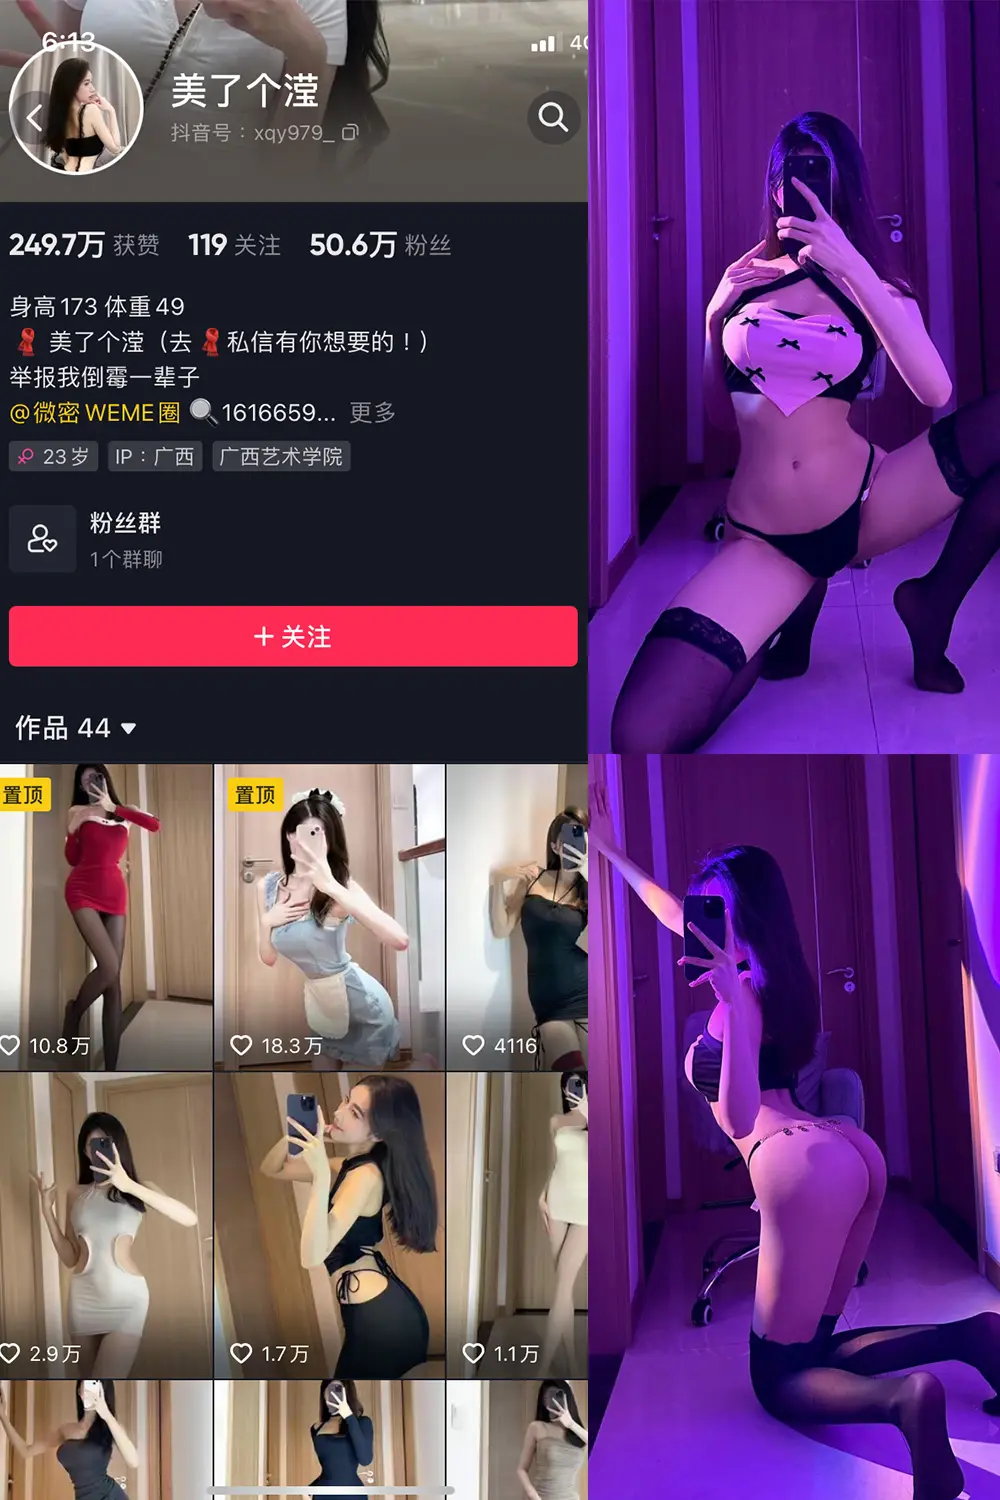 6:13
4G
美了个滢
抖音号：xqy979_
249.7万 获赞 119 关注 50.6万 粉丝
身高173 体重49
美了个滢（去 私信有你想要的！）
举报我倒霉一辈子
@微密 WEME圈 1616659... 更多
23岁 IP：广西 广西艺术学院
粉丝群
1个群聊
+ 关注
作品 44
置顶 置顶
10.8万 18.3万 4116
2.9万 1.7万 1.1万